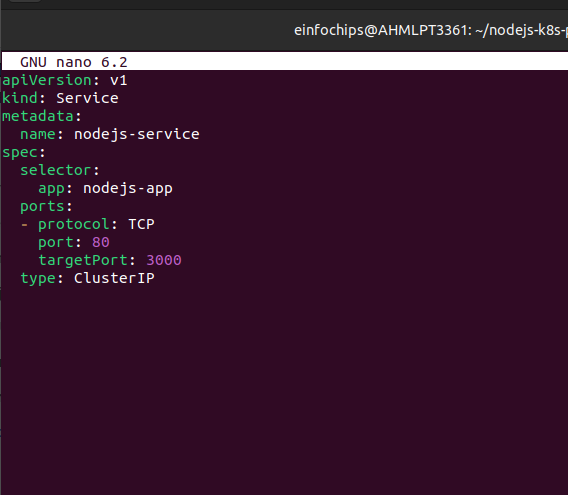 einfochips@AHMLPT3361: ~/nodejs-k8s-p
GNU nano 6.2
apiVersion: v1
kind: Service
metadata:
  name: nodejs-service
spec:
  selector:
    app: nodejs-app
  ports:
  - protocol: TCP
    port: 80
    targetPort: 3000
  type: ClusterIP